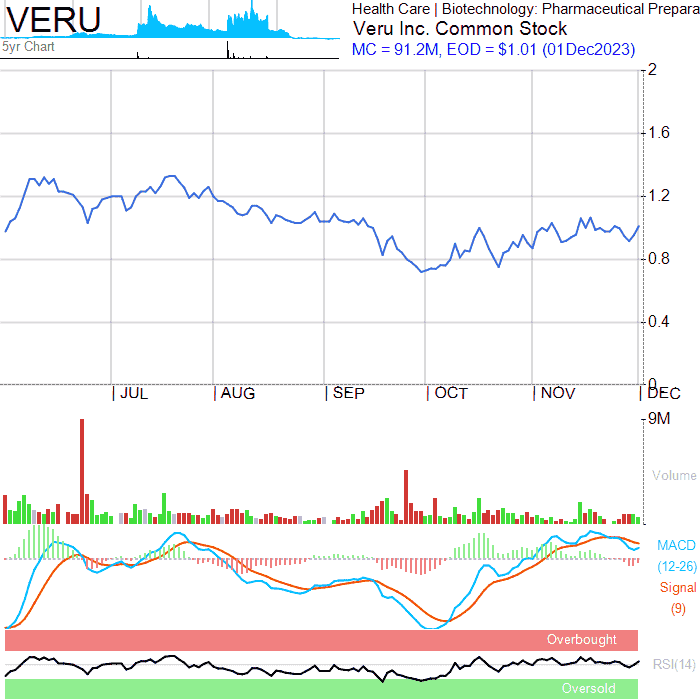 VERU
5yr Chart
Health Care | Biotechnology: Pharmaceutical Prepara
Veru Inc. Common Stock
MC = 91.2M, EOD = $1.01 (01Dec2023)
2
1.6
1.2
0.8
0.4
0
| JUL | AUG | SEP | OCT | NOV | DEC
9M
Volume
MACD
(12-26)
Signal
(9)
Overbought
RSI(14)
Oversold